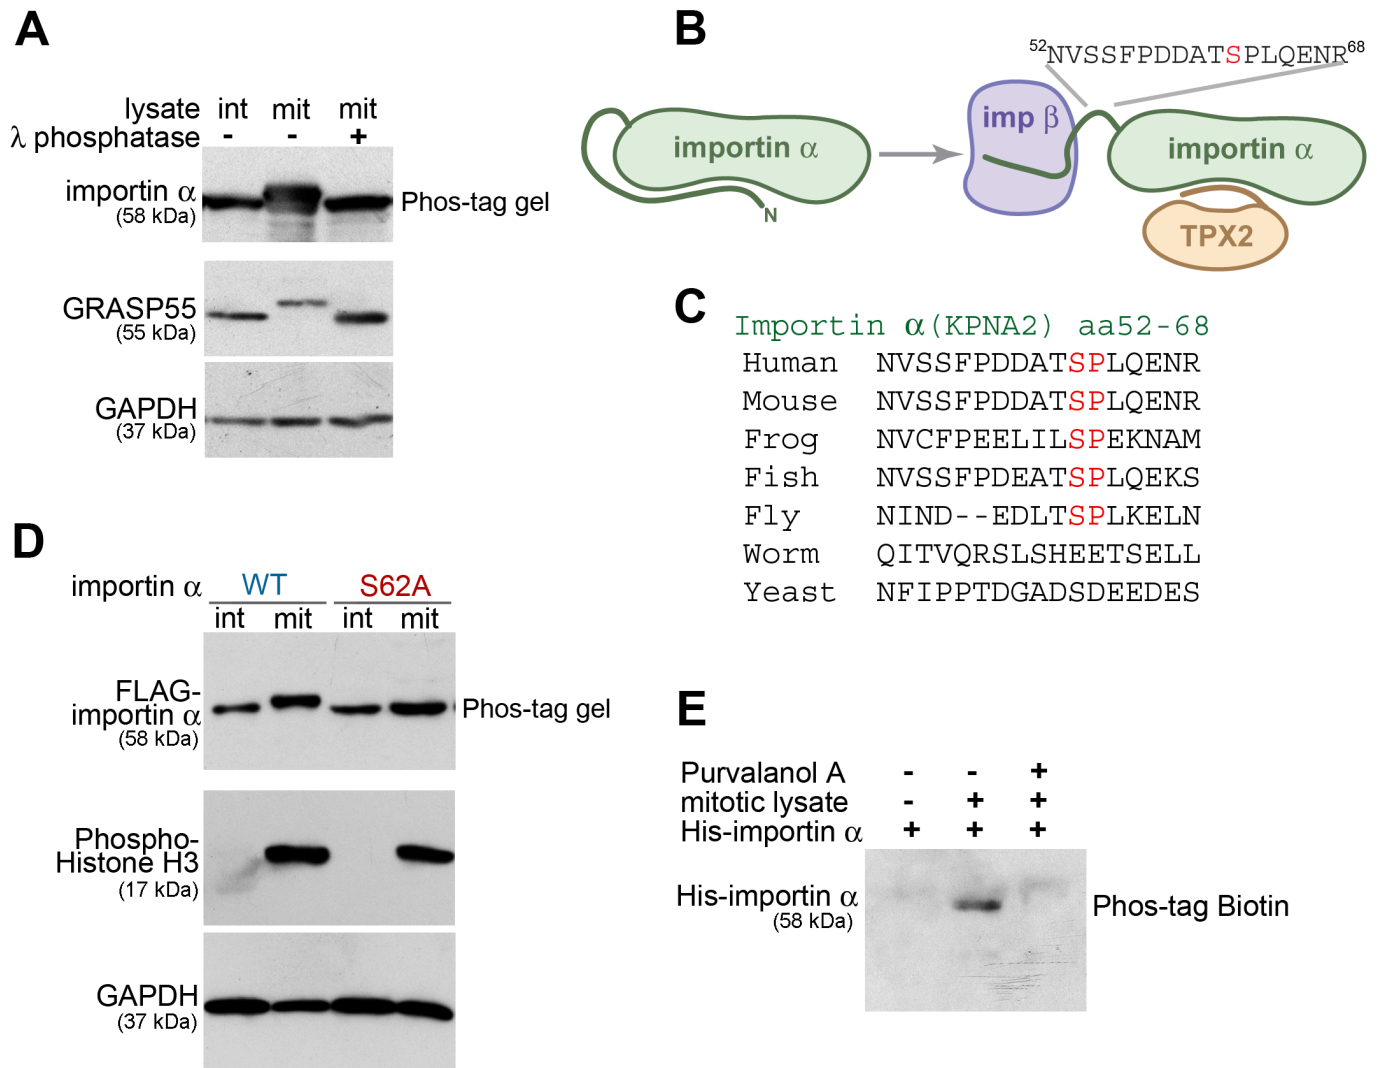 A
lysate int mit mit
λ phosphatase - - +
importin α
(58 kDa)
Phos-tag gel
GRASP55
(55 kDa)
GAPDH
(37 kDa)
B
52NVSSFPDDATSPLQENR68
importin α
N
imp β
importin α
TPX2
C
Importin α(KPNA2) aa52-68
Human NVSSFPDDATSPLQENR
Mouse NVSSFPDDATSPLQENR
Frog NVCFPEELILSPEKNAM
Fish NVSSFPDEATSPLQEKS
Fly NIND--EDLTSPLKELN
Worm QITVQRSLSHEETSELL
Yeast NFIPPTDGADSDEEDES
D
importin α WT S62A
int mit int mit
FLAG-
importin α
(58 kDa)
Phos-tag gel
Phospho-
Histone H3
(17 kDa)
GAPDH
(37 kDa)
E
Purvalanol A - - +
mitotic lysate - + +
His-importin α + + +
His-importin α
(58 kDa)
Phos-tag Biotin